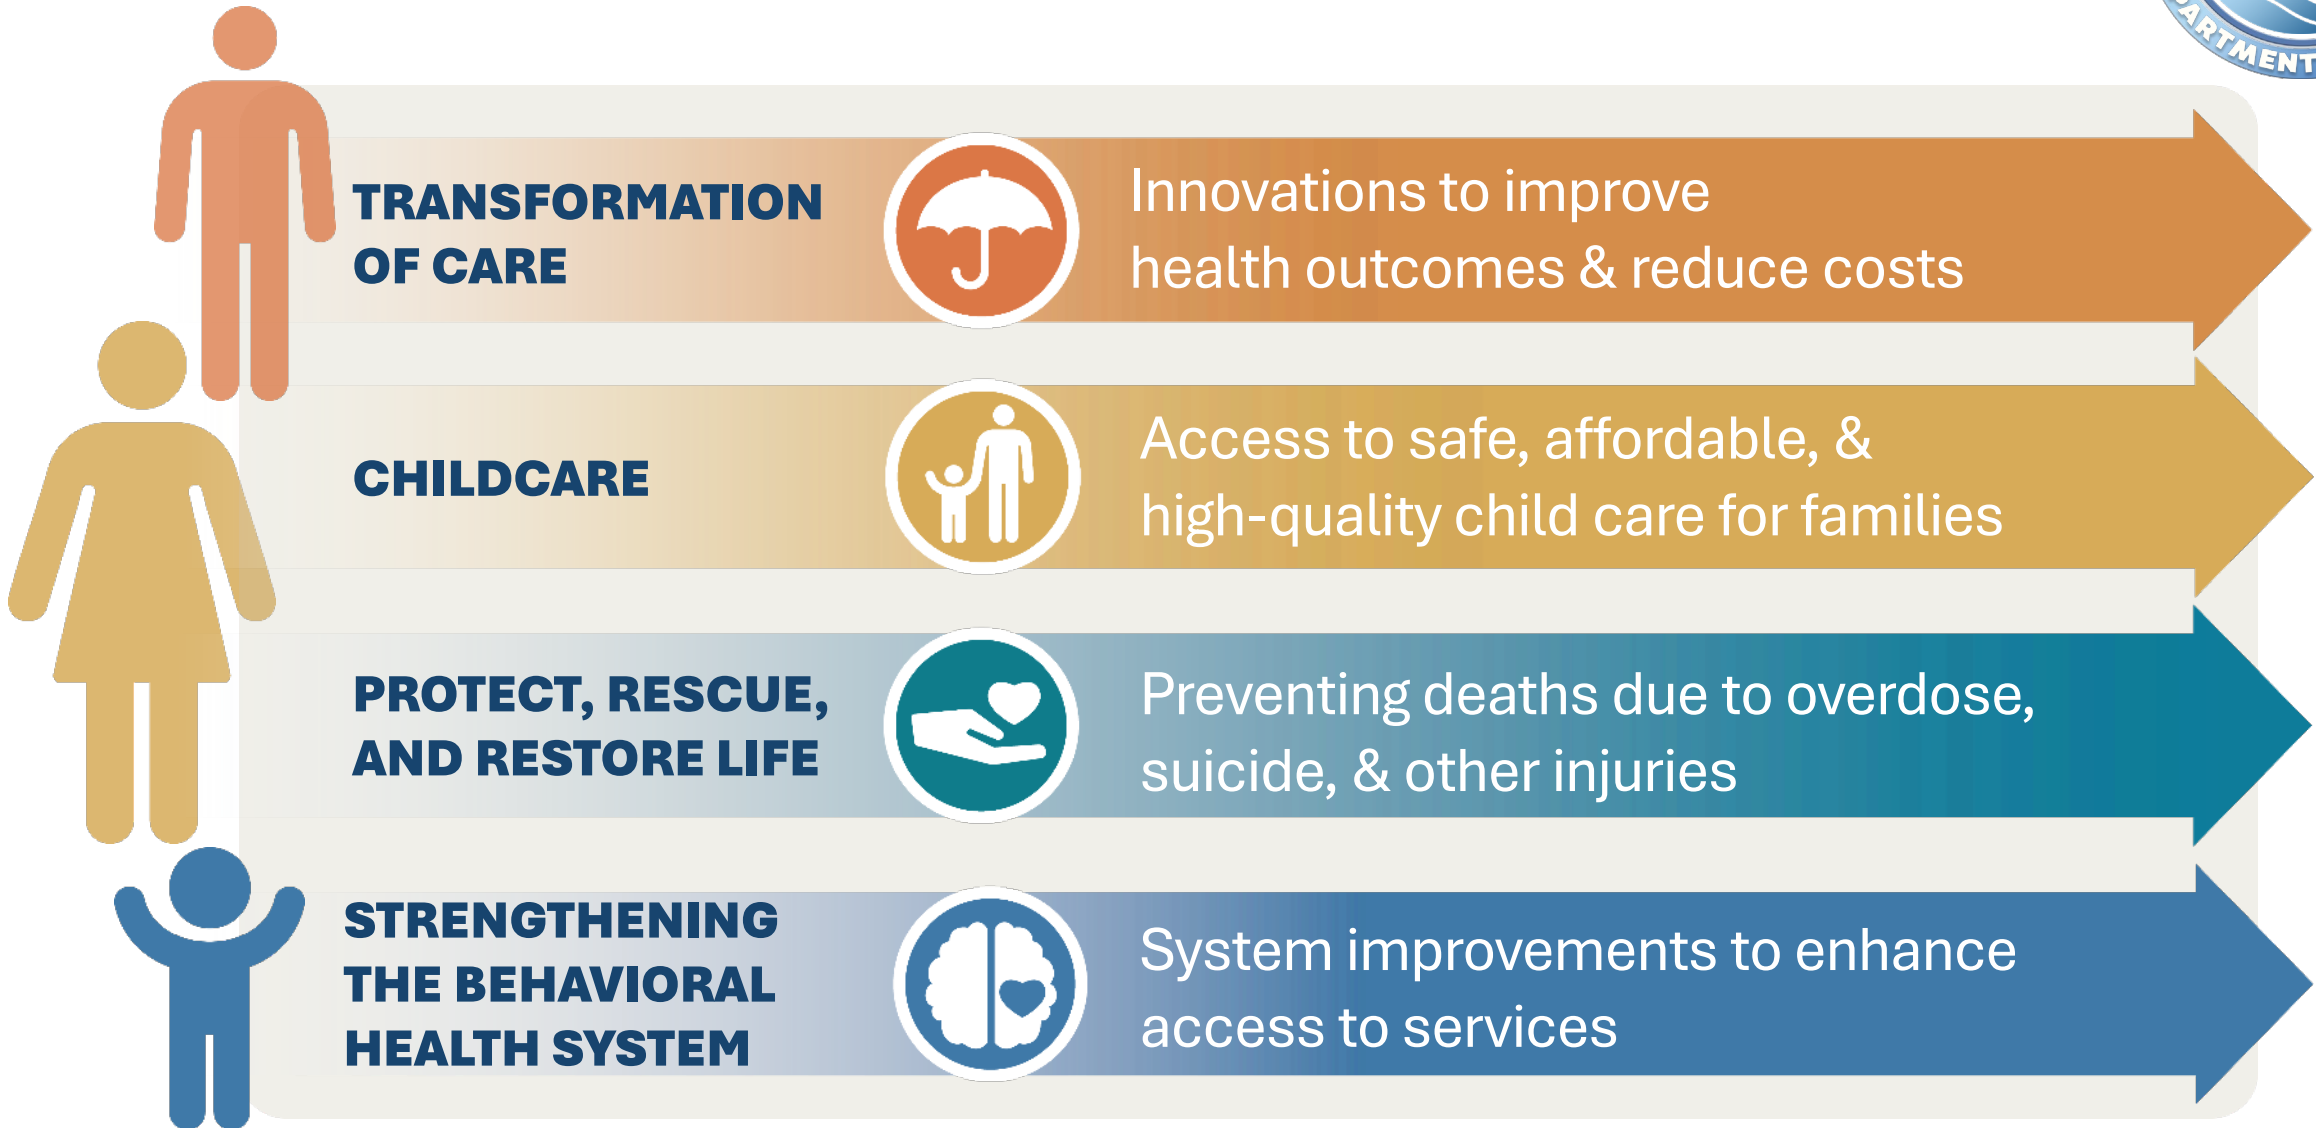 TRANSFORMATION
OF CARE
Innovations to improve
health outcomes & reduce costs
CHILDCARE
Access to safe, affordable, &
high-quality child care for families
PROTECT, RESCUE,
AND RESTORE LIFE
Preventing deaths due to overdose,
suicide, & other injuries
STRENGTHENING
THE BEHAVIORAL
HEALTH SYSTEM
System improvements to enhance
access to services